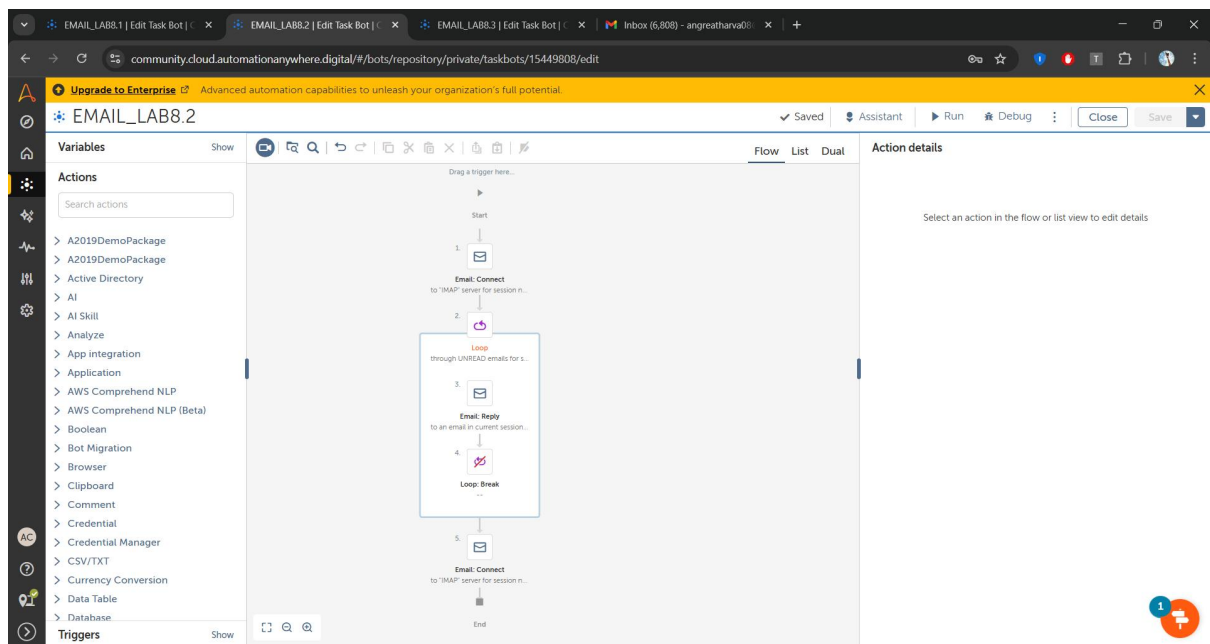 EMAIL_LAB8.1 | Edit Task Bot | C
EMAIL_LAB8.2 | Edit Task Bot | C
EMAIL_LAB8.3 | Edit Task Bot | C
Inbox (6,808) - angreatharva08
community.cloud.automationanywhere.digital/#/bots/repository/private/taskbots/15449808/edit
Upgrade to Enterprise Advanced automation capabilities to unleash your organization's full potential.
EMAIL_LAB8.2
Saved
Assistant
Run
Debug
Close
Save
Variables
Show
Actions
Search actions
A2019DemoPackage
A2019DemoPackage
Active Directory
AI
AI Skill
Analyze
App integration
Application
AWS Comprehend NLP
AWS Comprehend NLP (Beta)
Boolean
Bot Migration
Browser
Clipboard
Comment
Credential
Credential Manager
CSV/TXT
Currency Conversion
Data Table
Database
Triggers
Show
AC
Flow
List
Dual
Drag a trigger here...
Start
1.
Email: Connect
to "IMAP" server for session n...
2.
Loop
through UNREAD emails for s...
3.
Email: Reply
to an email in current session...
4.
Loop: Break
--
5.
Email: Connect
to "IMAP" server for session n...
End
Action details
Select an action in the flow or list view to edit details
1